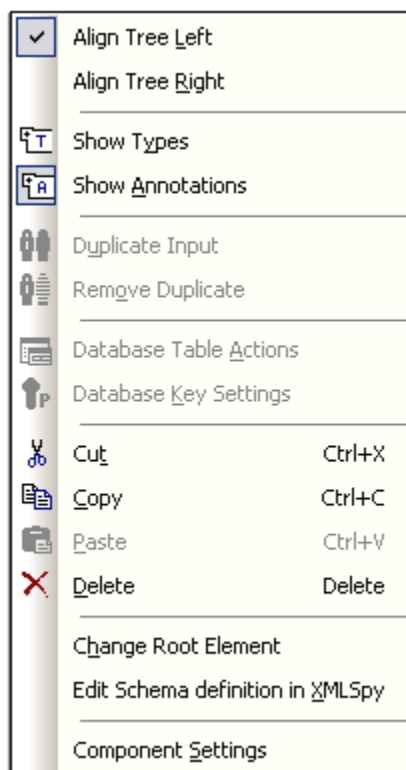 Align Tree Left
Align Tree Right
Show Types
Show Annotations
Duplicate Input
Remove Duplicate
Database Table Actions
Database Key Settings
Cut Ctrl+X
Copy Ctrl+C
Paste Ctrl+V
Delete Delete
Change Root Element
Edit Schema definition in XMLSpy
Component Settings